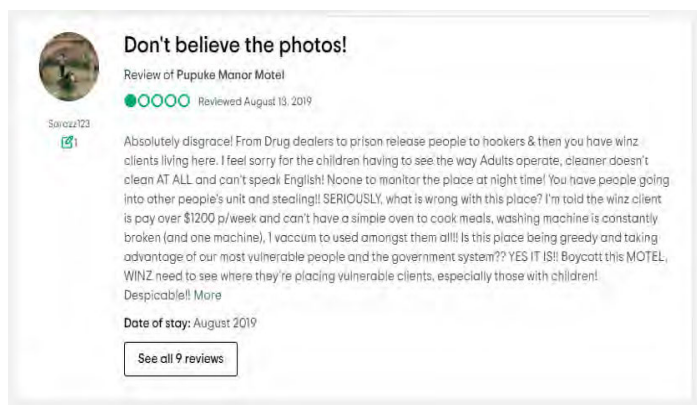 Don't believe the photos!
Review of Pupuke Manor Motel
Reviewed August 13, 2019
Sarazz123
1
Absolutely disgrace! From Drug dealers to prison release people to hookers & then you have winz
clients living here. I feel sorry for the children having to see the way Adults operate, cleaner doesn't
clean AT ALL and can't speak English! Noone to monitor the place at night time! You have people going
into other people's unit and stealing!! SERIOUSLY, what is wrong with this place? I'm told the winz client
is pay over $1200 p/week and can't have a simple oven to cook meals, washing machine is constantly
broken (and one machine), 1 vaccum to used amongst them all!!! Is this place being greedy and taking
advantage of our most vulnerable people and the government system?? YES IT IS!! Boycott this MOTEL,
WINZ need to see where they're placing vulnerable clients, especially those with children!
Despicable!! More
Date of stay: August 2019
See all 9 reviews